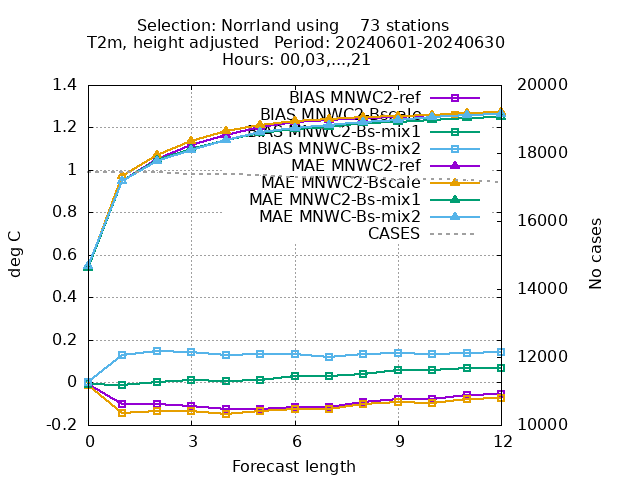 Selection: Norrland using 73 stations
T2m, height adjusted Period: 20240601-20240630
Hours: 00,03,...,21
1.4
1.2
1
0.8
0.6
0.4
0.2
0
-0.2
deg C
20000
18000
16000
14000
12000
10000
No cases
BIAS MNWC2-ref
BIAS MNWC2-Bscale
BIAS MNWC2-Bs-mix1
BIAS MNWC-Bs-mix2
MAE MNWC2-ref
MAE MNWC2-Bscale
MAE MNWC2-Bs-mix1
MAE MNWC-Bs-mix2
CASES
0 3 6 9 12
Forecast length